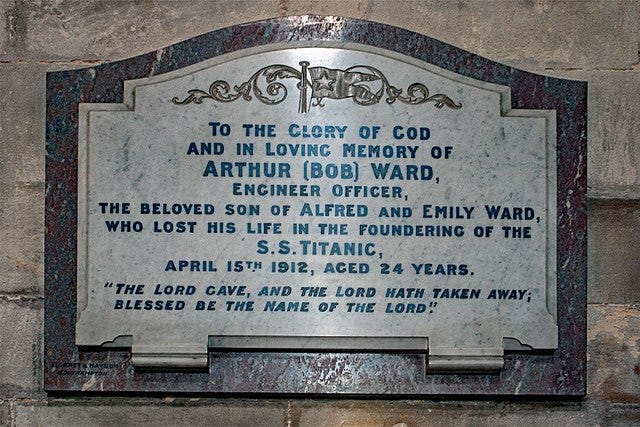 TO THE GLORY OF GOD
AND IN LOVING MEMORY OF
ARTHUR (BOB) WARD,
ENGINEER OFFICER,
THE BELOVED SON OF ALFRED AND EMILY WARD,
WHO LOST HIS LIFE IN THE FOUNDERING OF THE
S.S. TITANIC,
APRIL 15TH 1912, AGED 24 YEARS.
"THE LORD GAVE, AND THE LORD HATH TAKEN AWAY;
BLESSED BE THE NAME OF THE LORD".
SOUTHAMPTON